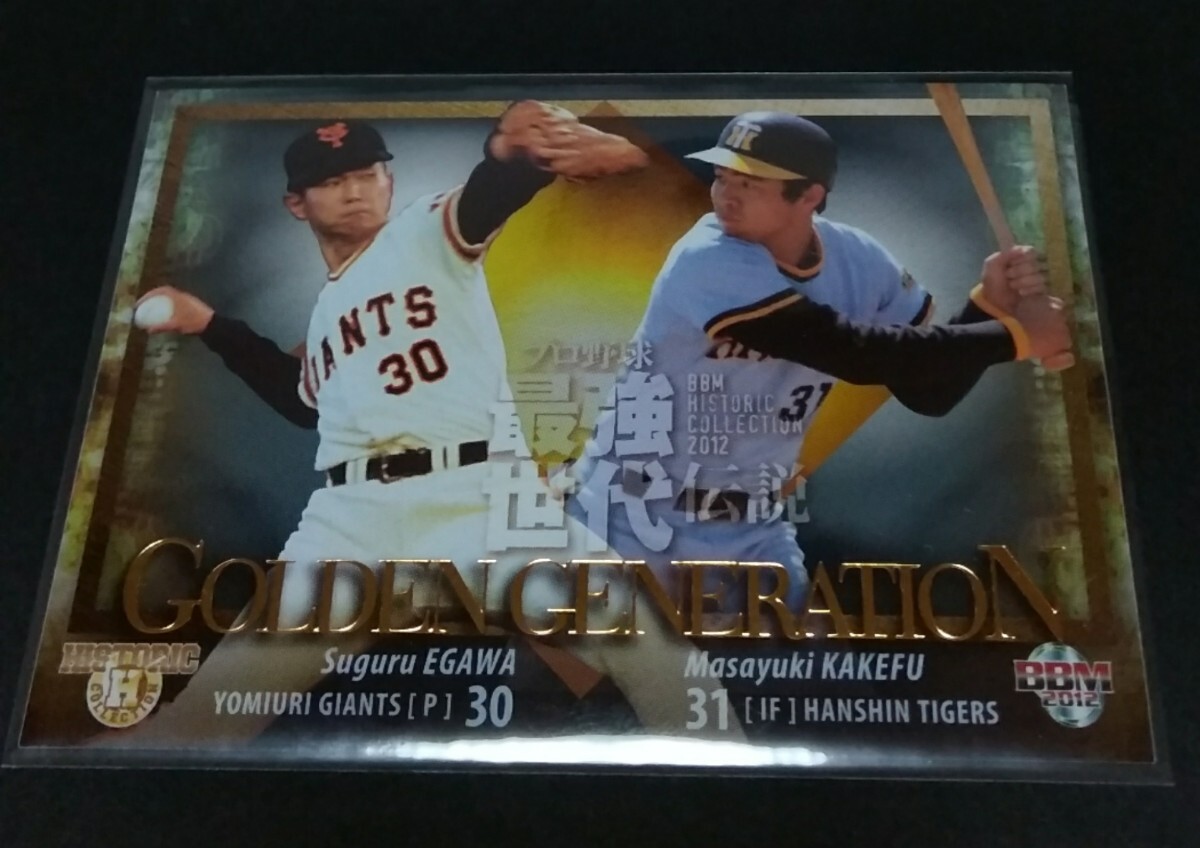 GIANTS
30
31
プロ野球
最強
世代伝説
BBM
HISTORIC
COLLECTION
2012
GOLDEN GENERATION
HISTORIC
H
COLLECTION
Suguru EGAWA
YOMIURI GIANTS [ P ] 30
Masayuki KAKEFU
31 [ IF ] HANSHIN TIGERS
BBM
2012